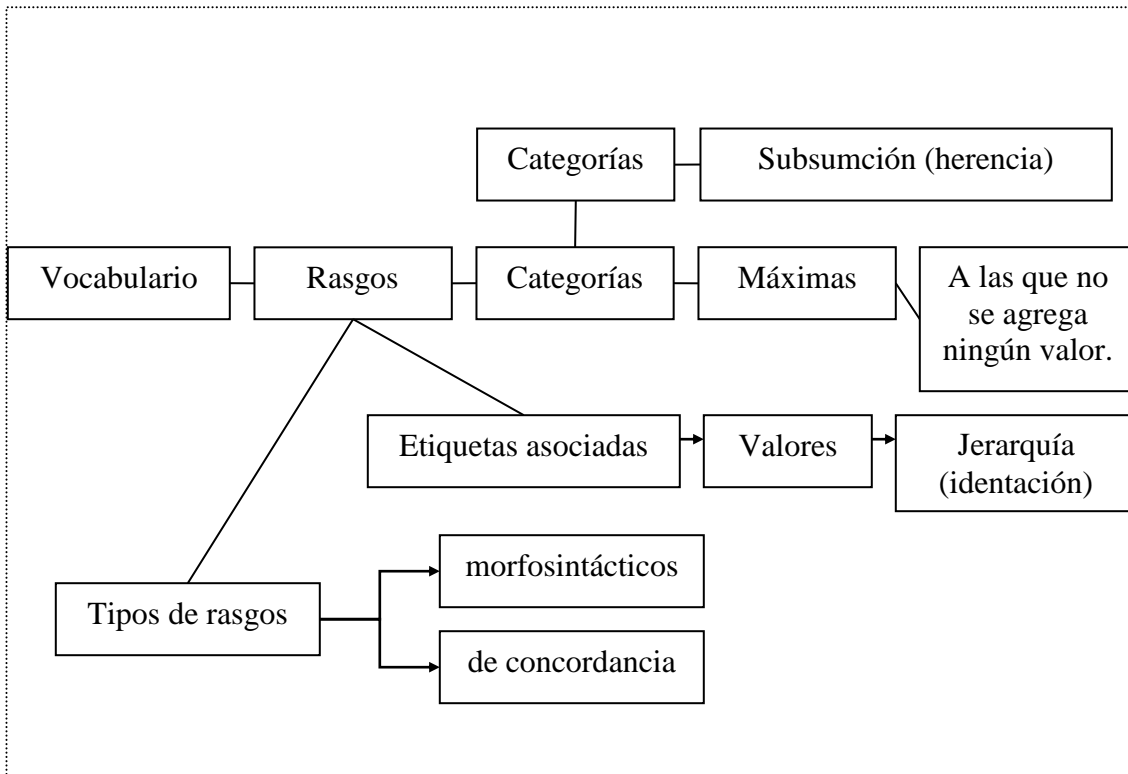 Categorías
Subsumción (herencia)
Vocabulario
Rasgos
Categorías
Máximas
A las que no
se agrega
ningún valor.
Etiquetas asociadas
Valores
Jerarquía
(identación)
morfosintácticos
Tipos de rasgos
de concordancia